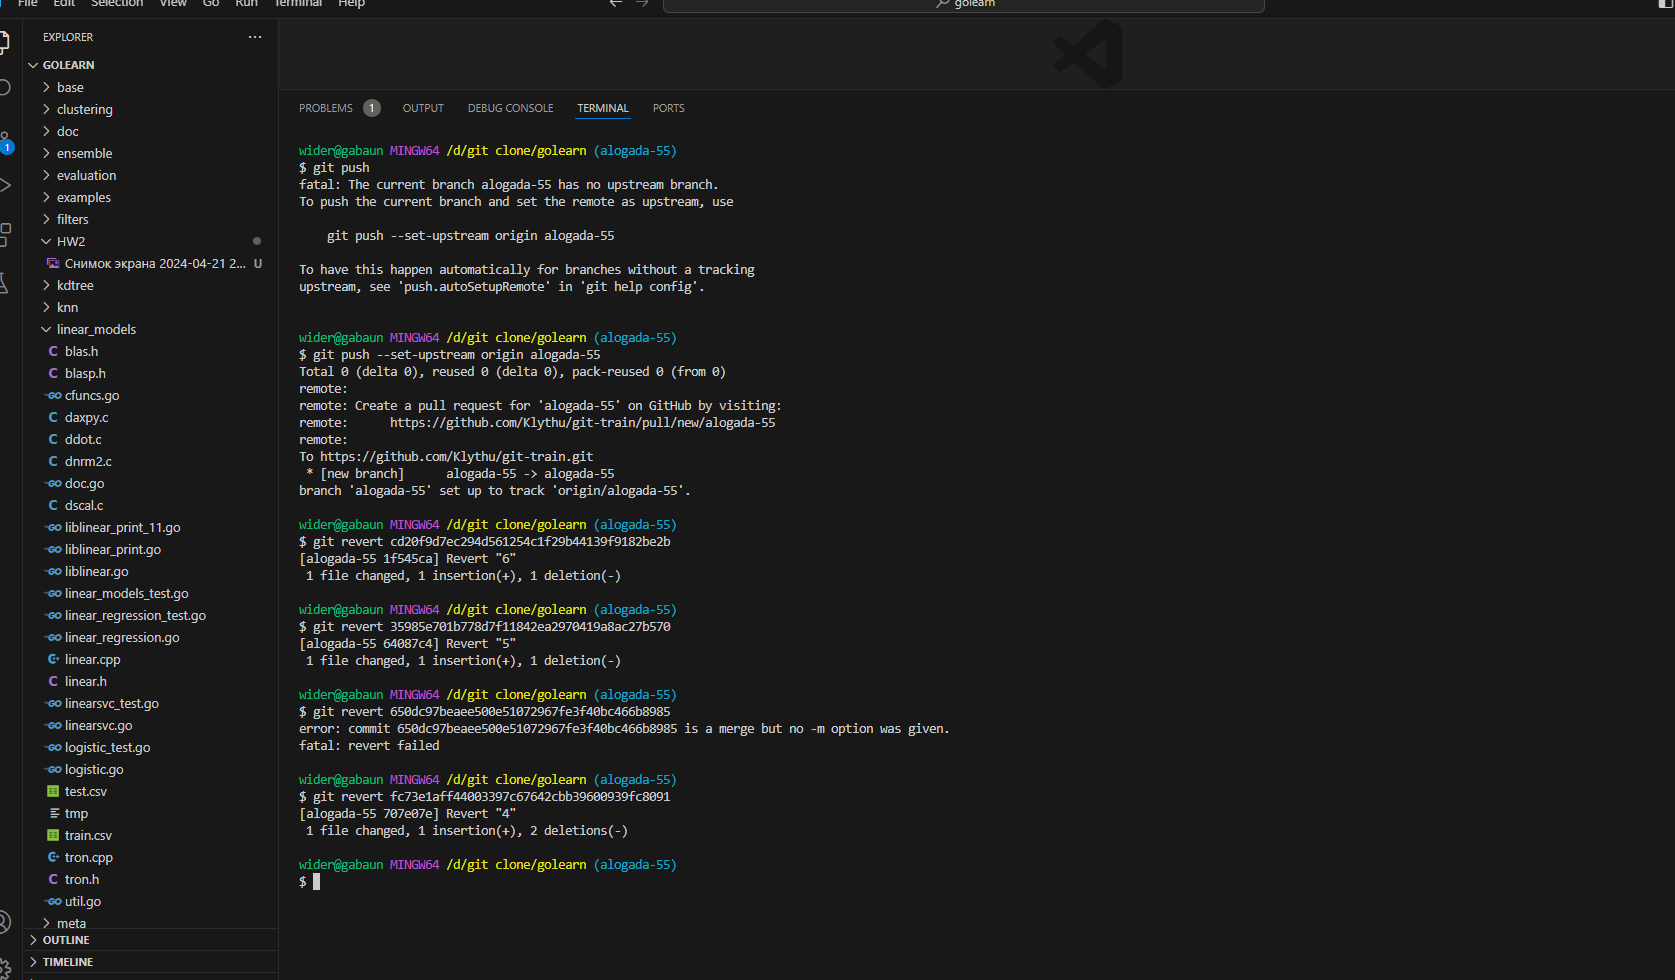 File Edit Selection View Go Run Terminal Help
golearn
EXPLORER
GOLEARN
base
clustering
doc
ensemble
evaluation
examples
filters
HW2
Снимок экрана 2024-04-21 2... U
kdtree
knn
linear_models
blas.h
blasp.h
cfuncs.go
daxpy.c
ddot.c
dnrm2.c
doc.go
dscal.c
liblinear_print_11.go
liblinear_print.go
liblinear.go
linear_models_test.go
linear_regression_test.go
linear_regression.go
linear.cpp
linear.h
linearsvc_test.go
linearsvc.go
logistic_test.go
logistic.go
test.csv
tmp
train.csv
tron.cpp
tron.h
util.go
meta
OUTLINE
TIMELINE
1
PROBLEMS 1 OUTPUT DEBUG CONSOLE TERMINAL PORTS
wider@gabaun MINGW64 /d/git clone/golearn (alogada-55)
$ git push
fatal: The current branch alogada-55 has no upstream branch.
To push the current branch and set the remote as upstream, use
git push --set-upstream origin alogada-55
To have this happen automatically for branches without a tracking
upstream, see 'push.autoSetupRemote' in 'git help config'.
wider@gabaun MINGW64 /d/git clone/golearn (alogada-55)
$ git push --set-upstream origin alogada-55
Total 0 (delta 0), reused 0 (delta 0), pack-reused 0 (from 0)
remote:
remote: Create a pull request for 'alogada-55' on GitHub by visiting:
remote: https://github.com/Klythu/git-train/pull/new/alogada-55
remote:
To https://github.com/Klythu/git-train.git
* [new branch] alogada-55 -> alogada-55
branch 'alogada-55' set up to track 'origin/alogada-55'.
wider@gabaun MINGW64 /d/git clone/golearn (alogada-55)
$ git revert cd20f9d7ec294d561254c1f29b44139f9182be2b
[alogada-55 1f545ca] Revert "6"
1 file changed, 1 insertion(+), 1 deletion(-)
wider@gabaun MINGW64 /d/git clone/golearn (alogada-55)
$ git revert 35985e701b778d7f11842ea2970419a8ac27b570
[alogada-55 64087c4] Revert "5"
1 file changed, 1 insertion(+), 1 deletion(-)
wider@gabaun MINGW64 /d/git clone/golearn (alogada-55)
$ git revert 650dc97beaee500e51072967fe3f40bc466b8985
error: commit 650dc97beaee500e51072967fe3f40bc466b8985 is a merge but no -m option was given.
fatal: revert failed
wider@gabaun MINGW64 /d/git clone/golearn (alogada-55)
$ git revert fc73e1aff44003397c67642cbb39600939fc8091
[alogada-55 707e07e] Revert "4"
1 file changed, 1 insertion(+), 2 deletions(-)
wider@gabaun MINGW64 /d/git clone/golearn (alogada-55)
$